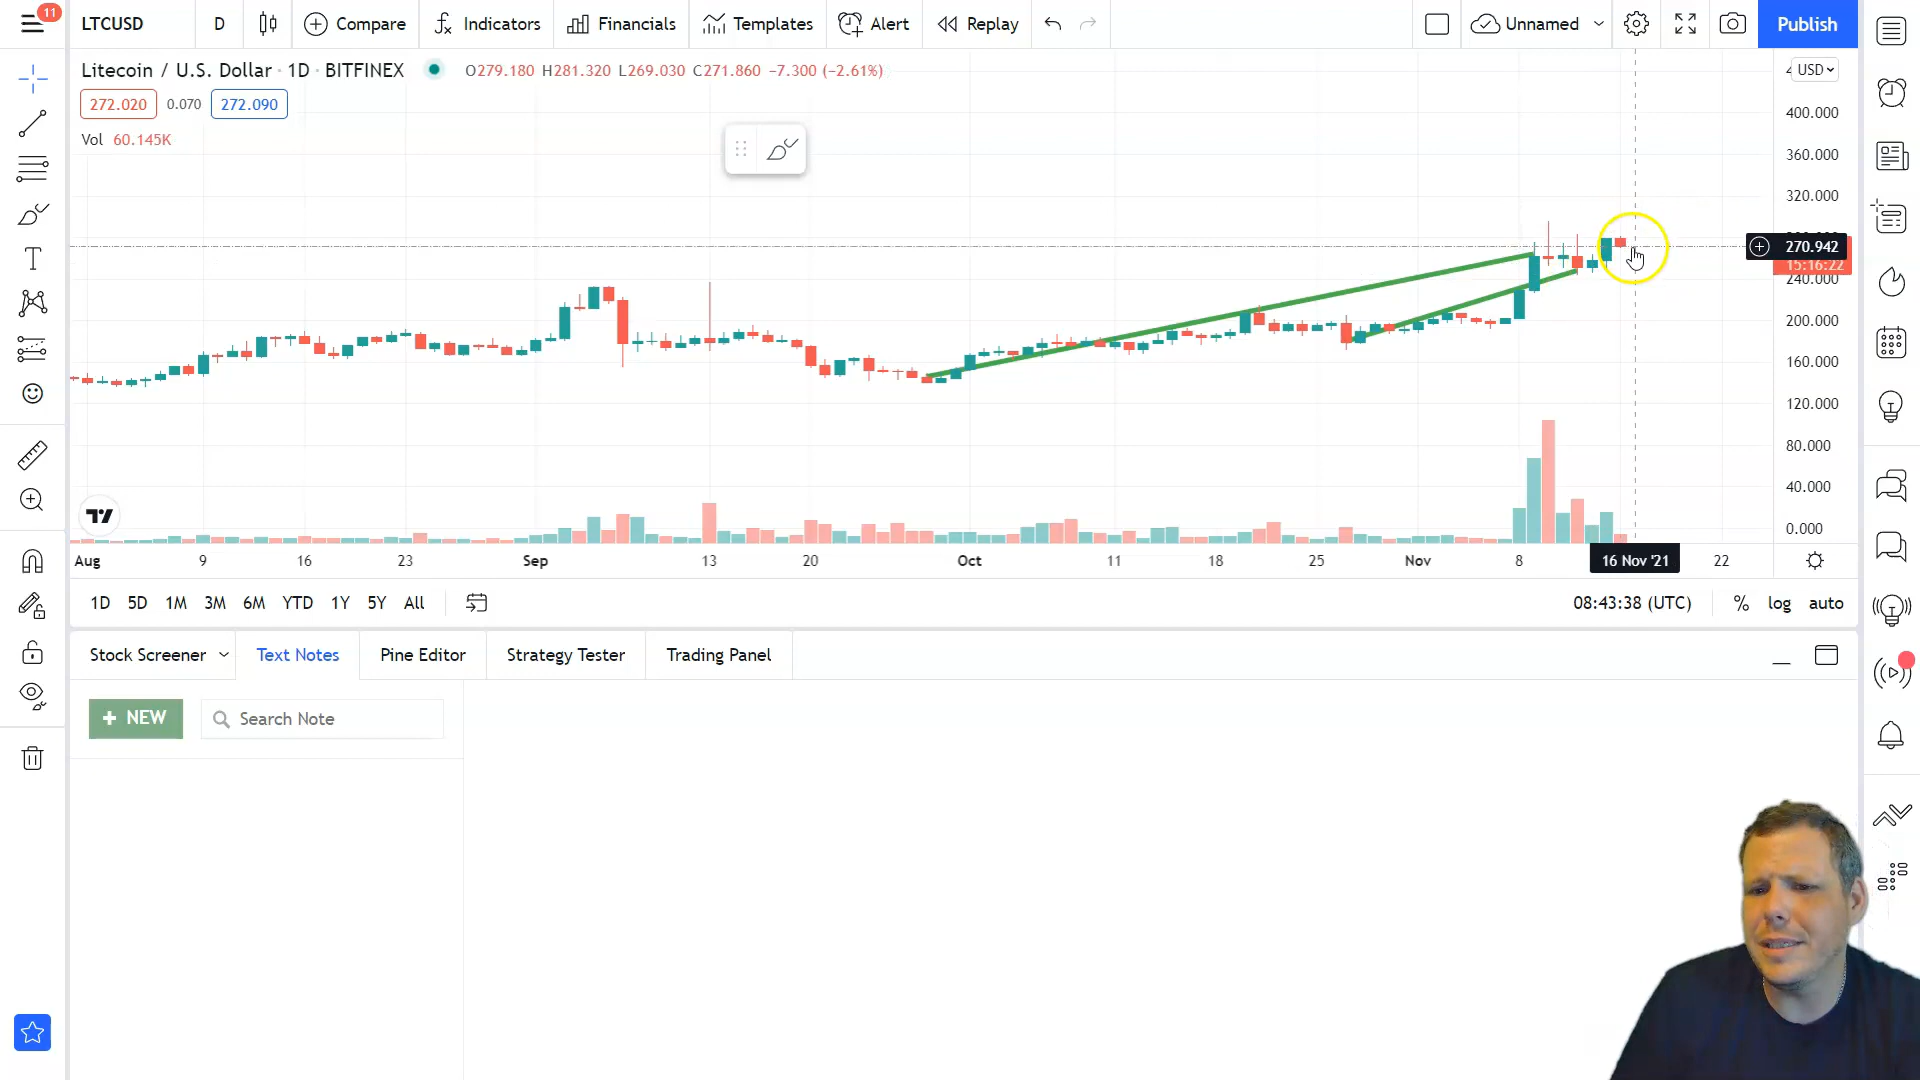 11
LTCUSD D Compare Indicators Financials Templates Alert Replay Unnamed Publish
Litecoin / U.S. Dollar · 1D · BITFINEX O279.180 H281.320 L269.030 C271.860 −7.300 (−2.61%)
USD
272.020 0.070 272.090
Vol 60.145K
400.000
360.000
320.000
270.942
15:16:22
240.000
200.000
160.000
120.000
80.000
40.000
0.000
Aug 9 16 23 Sep 13 20 Oct 11 18 25 Nov 8 16 Nov '21 22
1D 5D 1M 3M 6M YTD 1Y 5Y All 08:43:38 (UTC) % log auto
Stock Screener Text Notes Pine Editor Strategy Tester Trading Panel
+ NEW Search Note